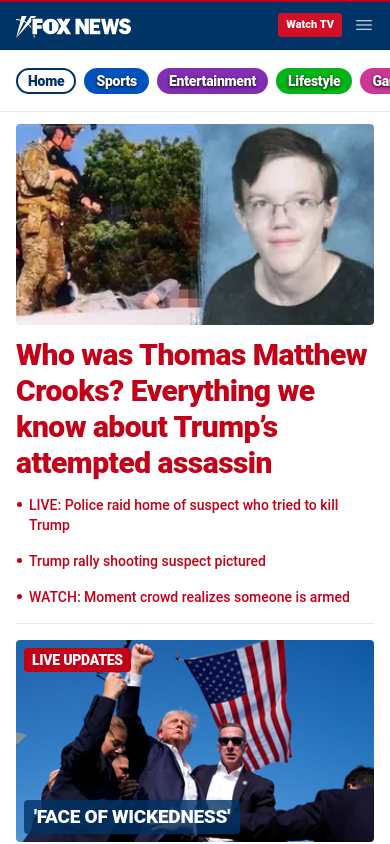 FOX NEWS
Watch TV
Home
Sports
Entertainment
Lifestyle
Ga
Who was Thomas Matthew
Crooks? Everything we
know about Trump’s
attempted assassin
• LIVE: Police raid home of suspect who tried to kill
Trump
• Trump rally shooting suspect pictured
• WATCH: Moment crowd realizes someone is armed
LIVE UPDATES
'FACE OF WICKEDNESS'